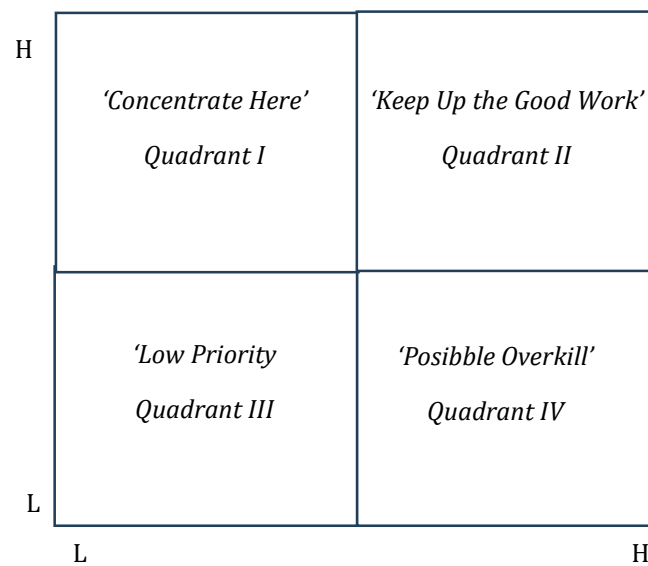 H
‘Concentrate Here’
Quadrant I
‘Keep Up the Good Work’
Quadrant II
‘Low Priority
Quadrant III
‘Posibble Overkill’
Quadrant IV
L
L
H